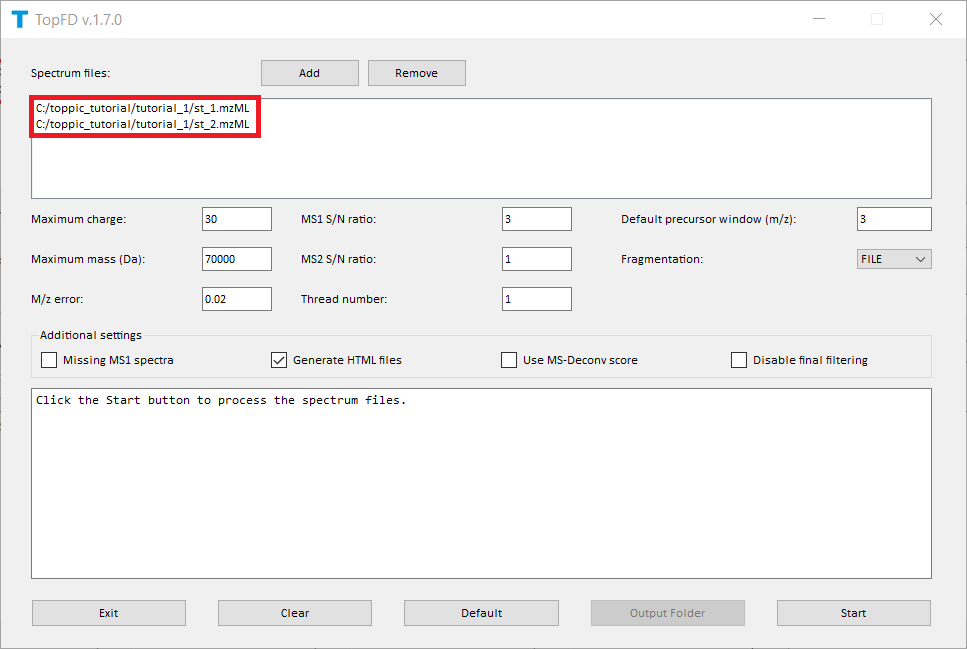 TopFD v.1.7.0
Spectrum files: Add Remove
C:/toppic_tutorial/tutorial_1/st_1.mzML
C:/toppic_tutorial/tutorial_1/st_2.mzML
Maximum charge: 30 MS1 S/N ratio: 3 Default precursor window (m/z): 3
Maximum mass (Da): 70000 MS2 S/N ratio: 1 Fragmentation: FILE
M/z error: 0.02 Thread number: 1
Additional settings
Missing MS1 spectra Generate HTML files Use MS-Deconv score Disable final filtering
Click the Start button to process the spectrum files.
Exit Clear Default Output Folder Start